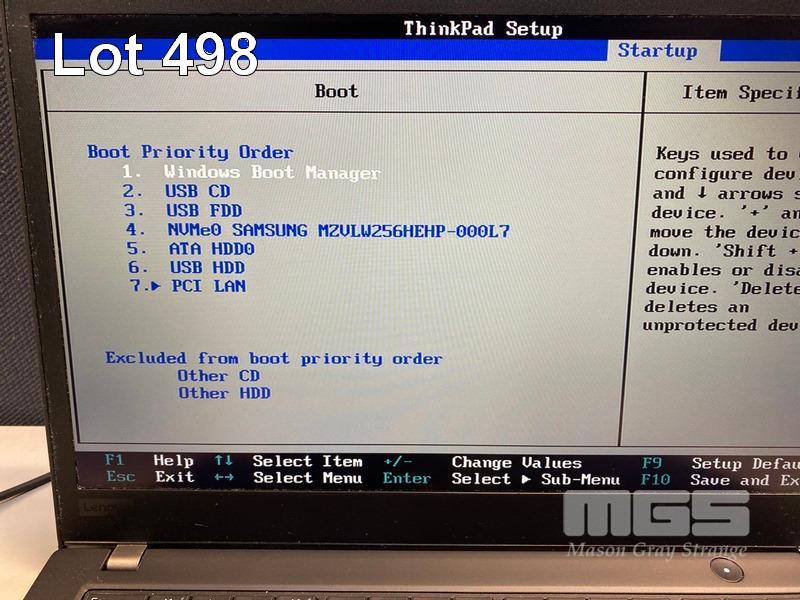 Lot 498
ThinkPad Setup
Startup
Boot
Item Specif
Boot Priority Order
1. Windows Boot Manager
2. USB CD
3. USB FDD
4. NVMe0 SAMSUNG MZVLW256HEHP-000L7
5. ATA HDD0
6. USB HDD
7.▶ PCI LAN
Excluded from boot priority order
Other CD
Other HDD
Keys used to
configure dev
and ↓ arrows s
device. '+' an
move the devic
down. 'Shift +
enables or disa
device. 'Delete
deletes an
unprotected dev
F1 Help ↑↓ Select Item +/- Change Values F9 Setup Defau
Esc Exit ←→ Select Menu Enter Select ▶ Sub-Menu F10 Save and Ex
Lenovo
MGS
Mason Gray Strange